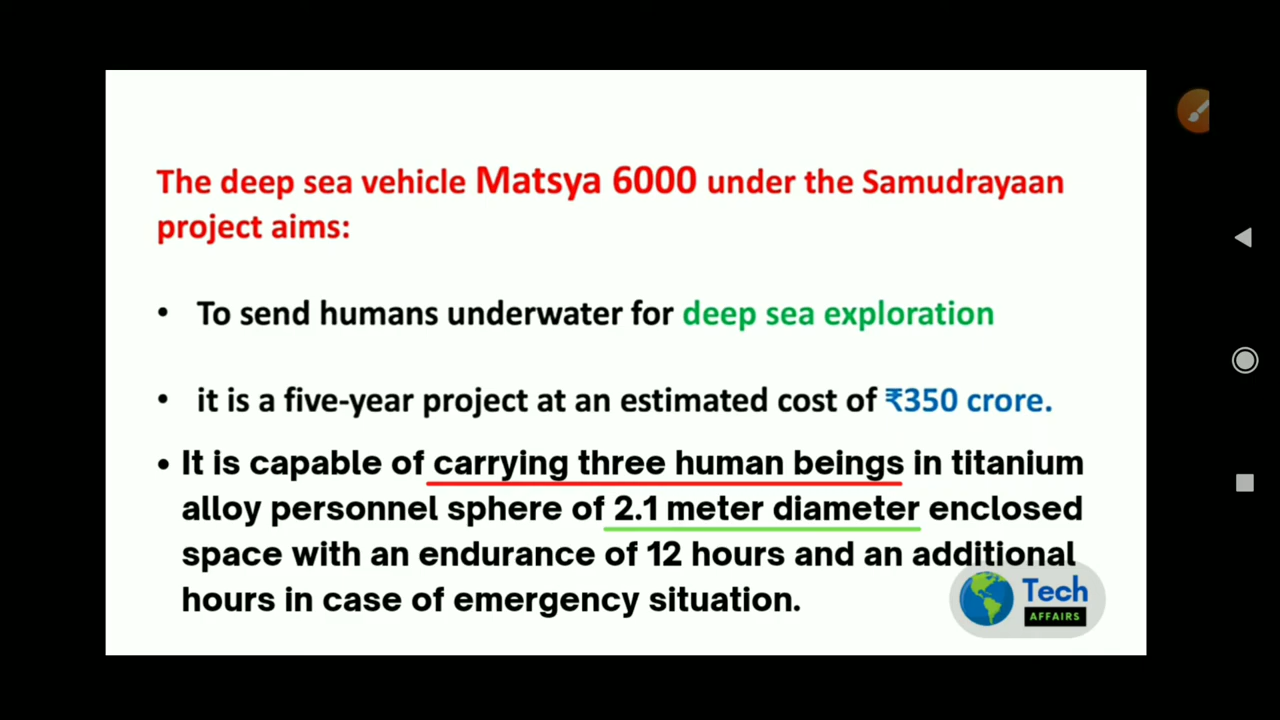 The deep sea vehicle Matsya 6000 under the Samudrayaan
project aims:
• To send humans underwater for deep sea exploration
• it is a five-year project at an estimated cost of ₹350 crore.
• It is capable of carrying three human beings in titanium
alloy personnel sphere of 2.1 meter diameter enclosed
space with an endurance of 12 hours and an additional
hours in case of emergency situation.
Tech
AFFAIRS